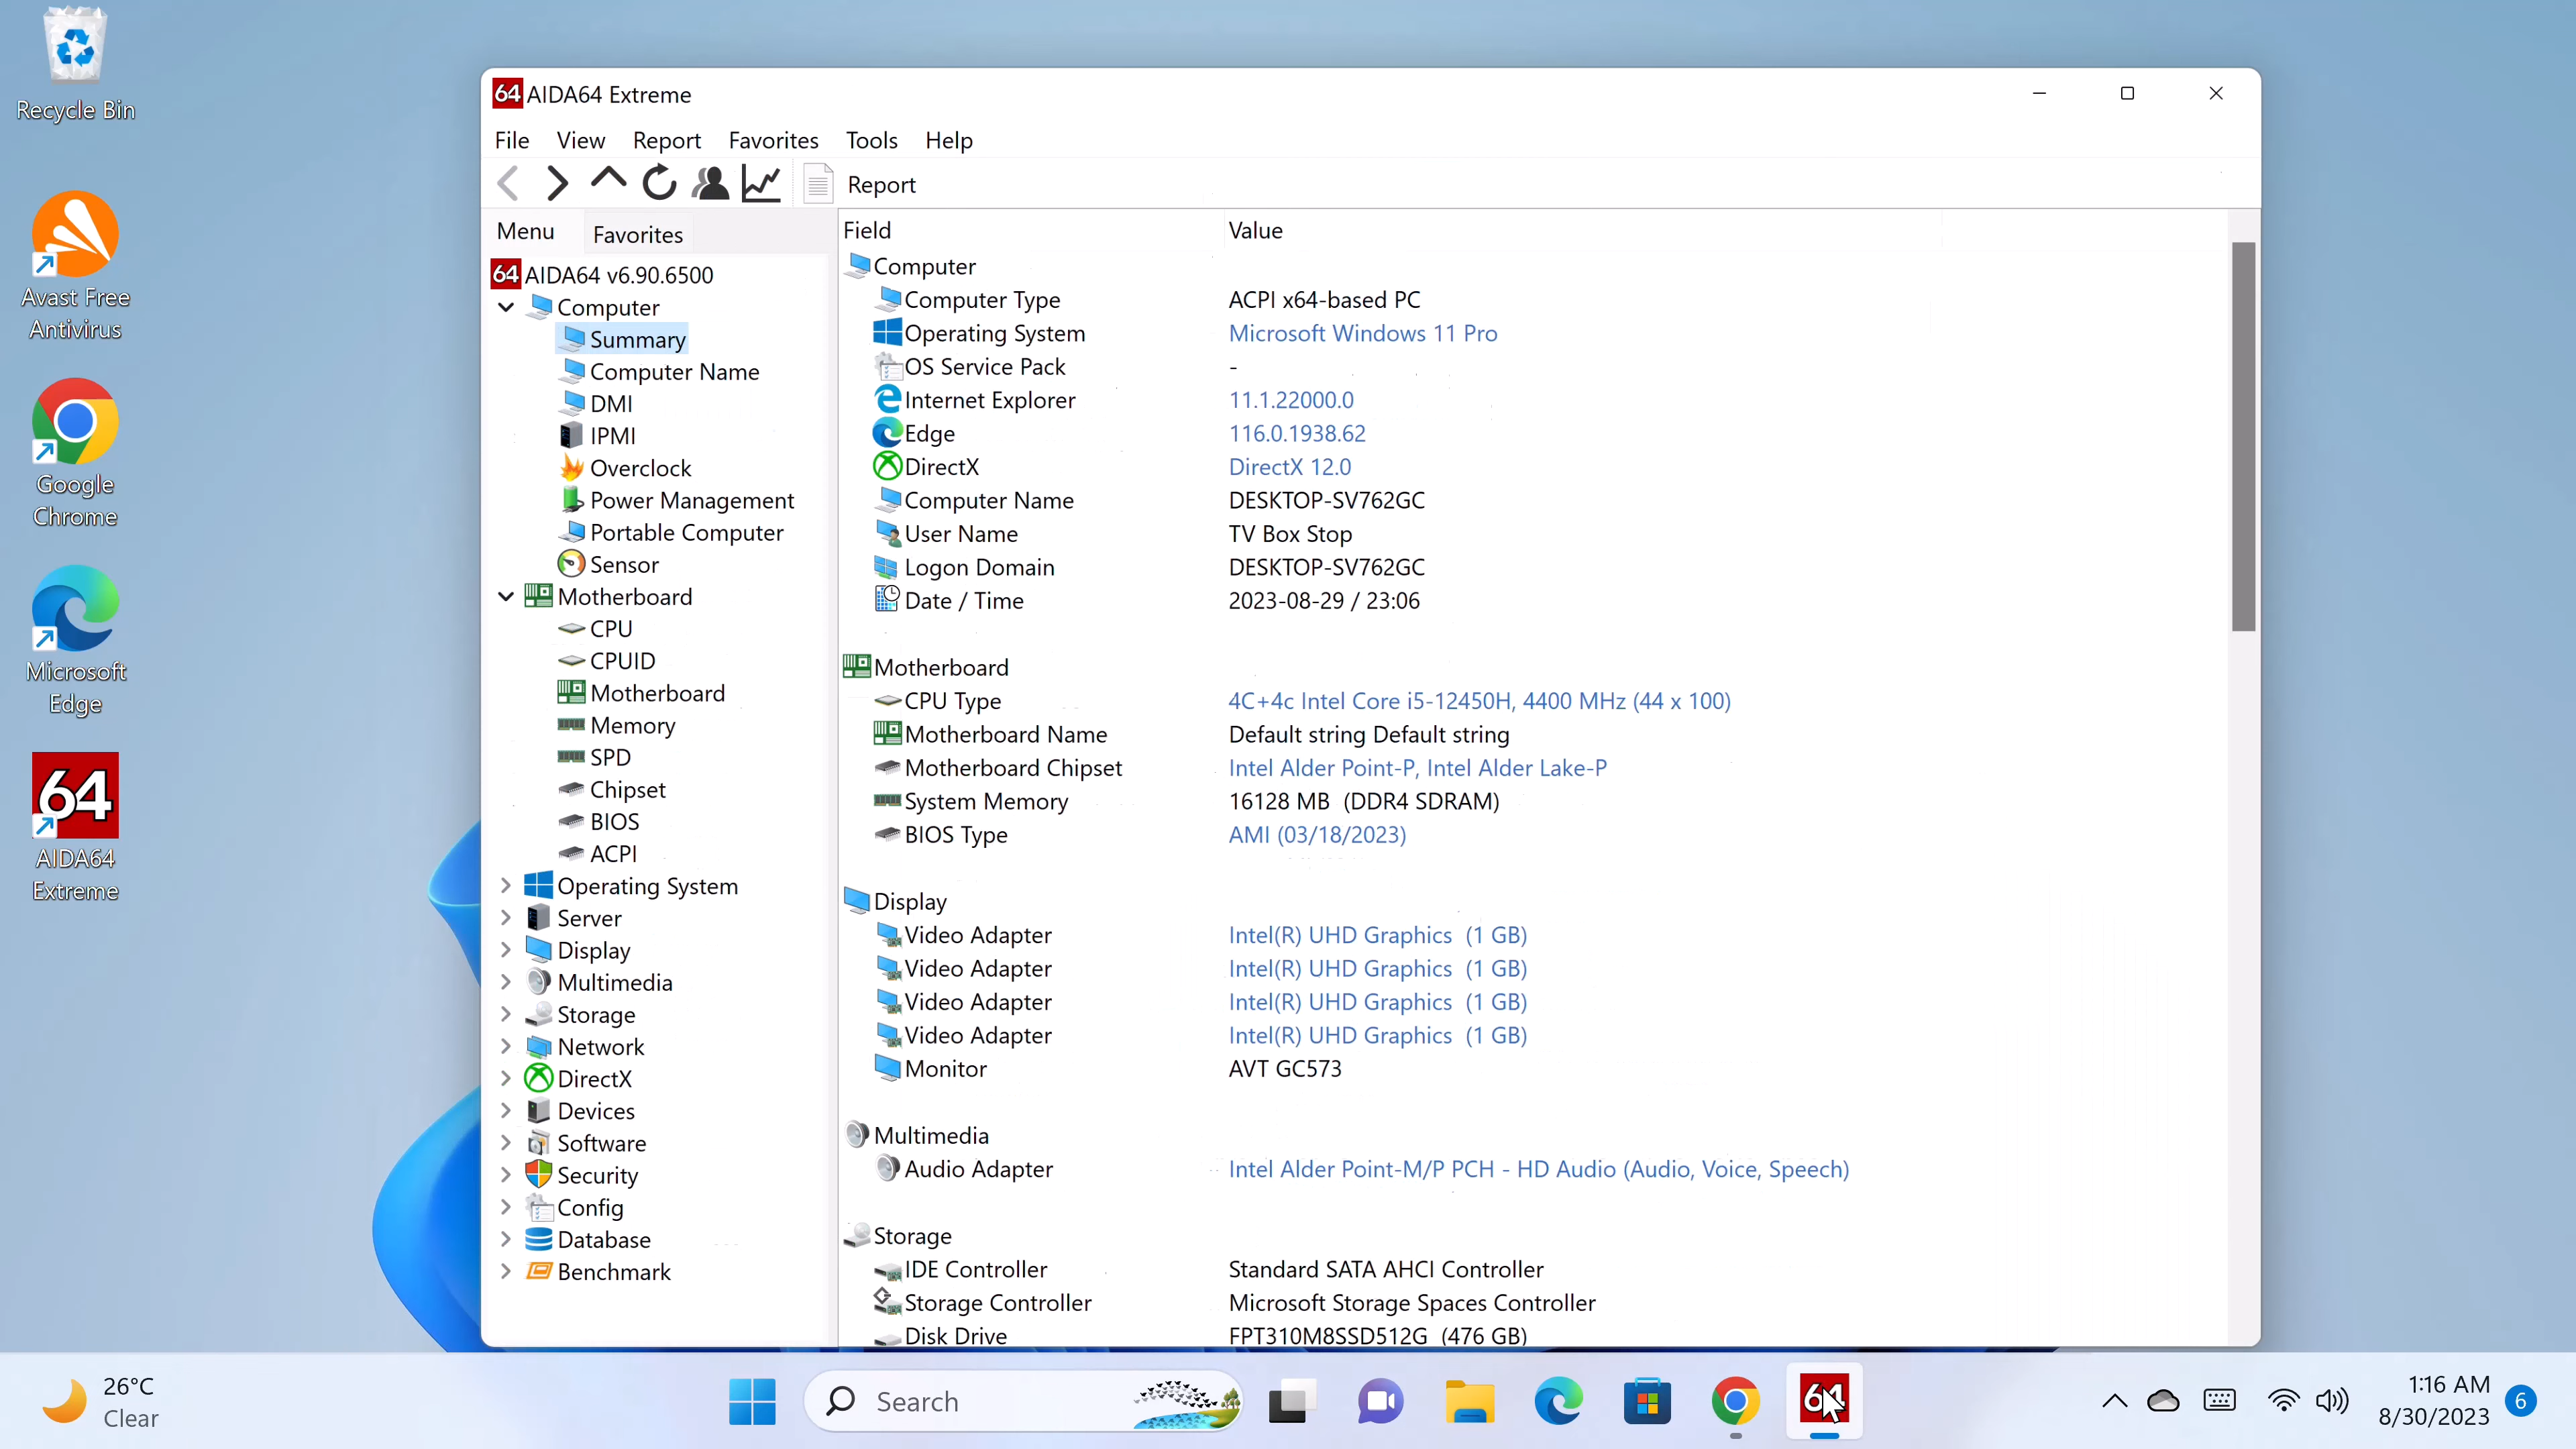 Recycle Bin
Avast Free
Antivirus
Google
Chrome
Microsoft
Edge
64
AIDA64
Extreme
64 AIDA64 Extreme
File View Report Favorites Tools Help
Report
Menu Favorites
64 AIDA64 v6.90.6500
Computer
Summary
Computer Name
DMI
IPMI
Overclock
Power Management
Portable Computer
Sensor
Motherboard
CPU
CPUID
Motherboard
Memory
SPD
Chipset
BIOS
ACPI
Operating System
Server
Display
Multimedia
Storage
Network
DirectX
Devices
Software
Security
Config
Database
Benchmark
Field Value
Computer
Computer Type ACPI x64-based PC
Operating System Microsoft Windows 11 Pro
OS Service Pack -
Internet Explorer 11.1.22000.0
Edge 116.0.1938.62
DirectX DirectX 12.0
Computer Name DESKTOP-SV762GC
User Name TV Box Stop
Logon Domain DESKTOP-SV762GC
Date / Time 2023-08-29 / 23:06
Motherboard
CPU Type 4C+4c Intel Core i5-12450H, 4400 MHz (44 x 100)
Motherboard Name Default string Default string
Motherboard Chipset Intel Alder Point-P, Intel Alder Lake-P
System Memory 16128 MB (DDR4 SDRAM)
BIOS Type AMI (03/18/2023)
Display
Video Adapter Intel(R) UHD Graphics (1 GB)
Video Adapter Intel(R) UHD Graphics (1 GB)
Video Adapter Intel(R) UHD Graphics (1 GB)
Video Adapter Intel(R) UHD Graphics (1 GB)
Monitor AVT GC573
Multimedia
Audio Adapter Intel Alder Point-M/P PCH - HD Audio (Audio, Voice, Speech)
Storage
IDE Controller Standard SATA AHCI Controller
Storage Controller Microsoft Storage Spaces Controller
Disk Drive FPT310M8SSD512G (476 GB)
26°C
Clear
Search
64
1:16 AM
8/30/2023
6